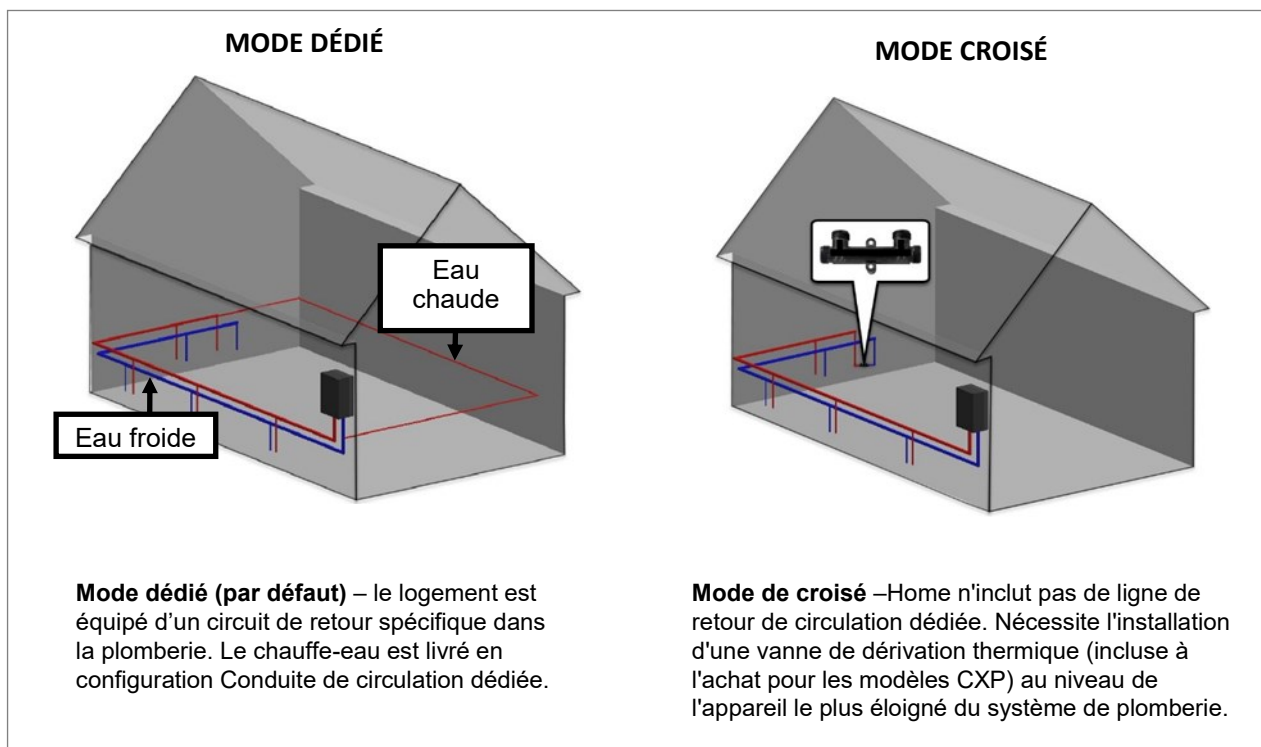 MODE DÉDIÉ
Eau
chaude
Eau froide
Mode dédié (par défaut) – le logement est
équipé d’un circuit de retour spécifique dans
la plomberie. Le chauffe-eau est livré en
configuration Conduite de circulation dédiée.
MODE CROISÉ
Mode de croisé –Home n'inclut pas de ligne de
retour de circulation dédiée. Nécessite l'installation
d'une vanne de dérivation thermique (incluse à
l'achat pour les modèles CXP) au niveau de
l'appareil le plus éloigné du système de plomberie.